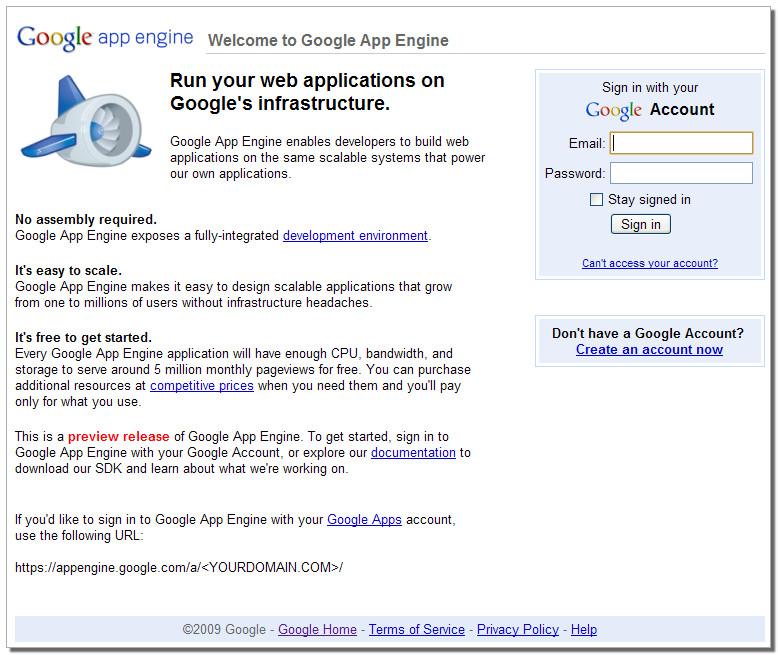 Google app engine
Welcome to Google App Engine
Run your web applications on
Google's infrastructure.
Google App Engine enables developers to build web
applications on the same scalable systems that power
our own applications.
No assembly required.
Google App Engine exposes a fully-integrated development environment.
It's easy to scale.
Google App Engine makes it easy to design scalable applications that grow
from one to millions of users without infrastructure headaches.
It's free to get started.
Every Google App Engine application will have enough CPU, bandwidth, and
storage to serve around 5 million monthly pageviews for free. You can purchase
additional resources at competitive prices when you need them and you'll pay
only for what you use.
This is a preview release of Google App Engine. To get started, sign in to
Google App Engine with your Google Account, or explore our documentation to
download our SDK and learn about what we're working on.
If you'd like to sign in to Google App Engine with your Google Apps account,
use the following URL:
https://appengine.google.com/a/<YOURDOMAIN.COM>/
Sign in with your
Google Account
Email:
Password:
Stay signed in
Sign in
Can't access your account?
Don't have a Google Account?
Create an account now
©2009 Google - Google Home - Terms of Service - Privacy Policy - Help